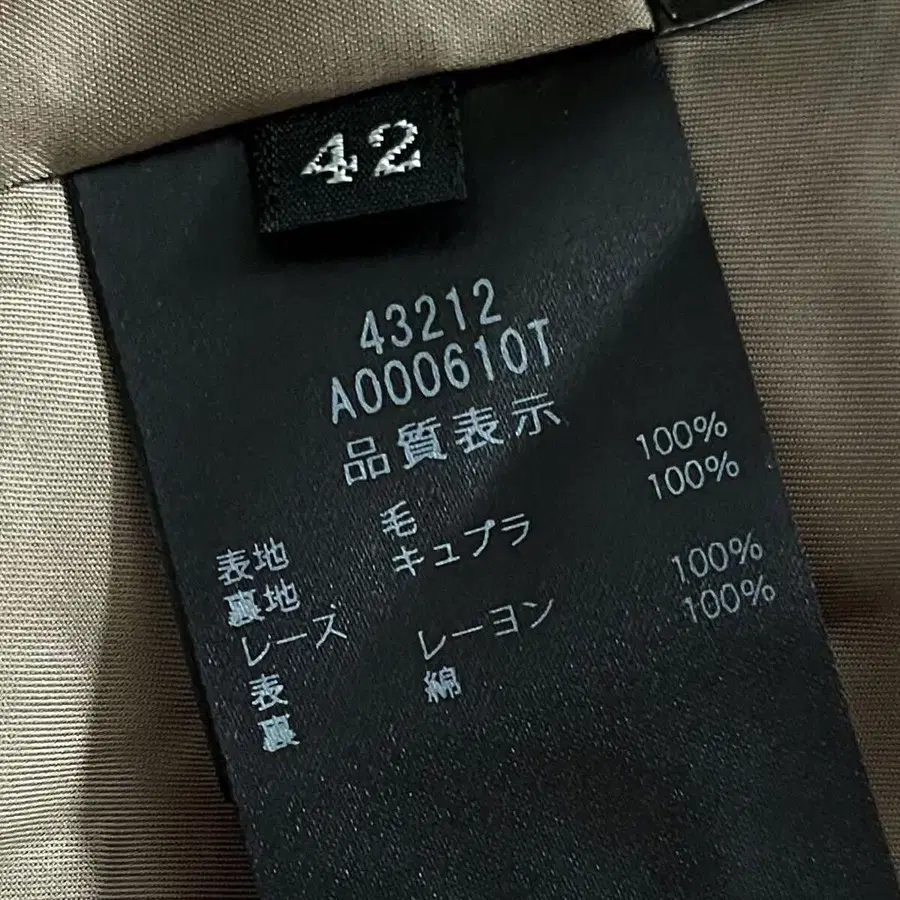 42
43212
A000610T
品質表示
表地 毛 100%
裏地 キュプラ 100%
レース
表 レーヨン 100%
裏 綿 100%